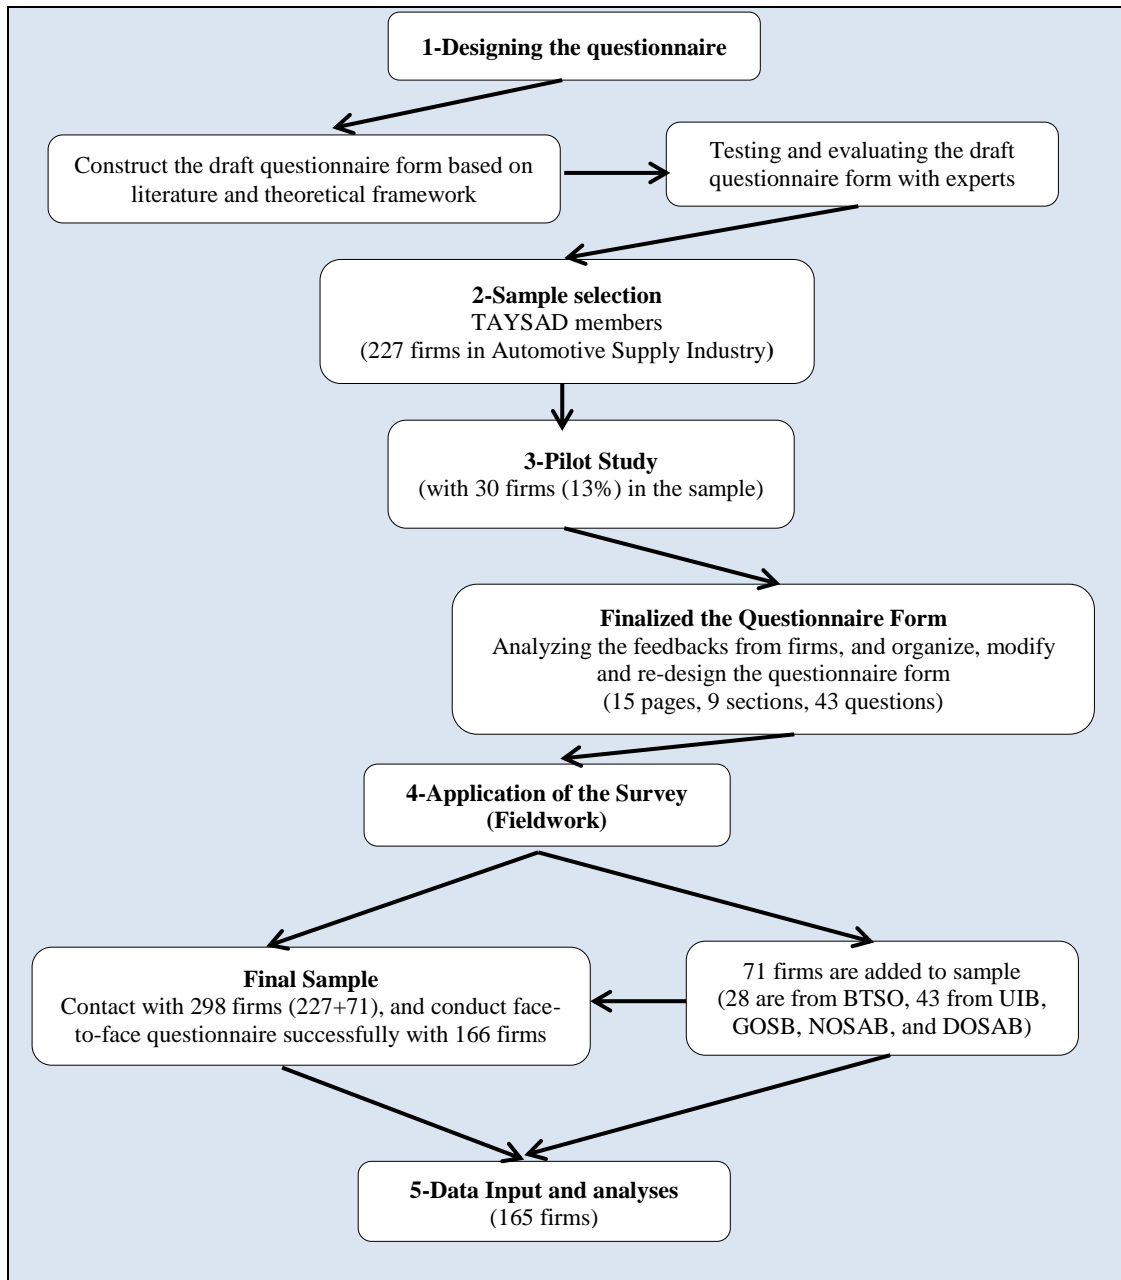 1-Designing the questionnaire
Construct the draft questionnaire form based on
literature and theoretical framework
Testing and evaluating the draft
questionnaire form with experts
2-Sample selection
TAYSAD members
(227 firms in Automotive Supply Industry)
3-Pilot Study
(with 30 firms (13%) in the sample)
Finalized the Questionnaire Form
Analyzing the feedbacks from firms, and organize, modify
and re-design the questionnaire form
(15 pages, 9 sections, 43 questions)
4-Application of the Survey
(Fieldwork)
Final Sample
Contact with 298 firms (227+71), and conduct face-
to-face questionnaire successfully with 166 firms
71 firms are added to sample
(28 are from BTSO, 43 from UIB,
GOSB, NOSAB, and DOSAB)
5-Data Input and analyses
(165 firms)